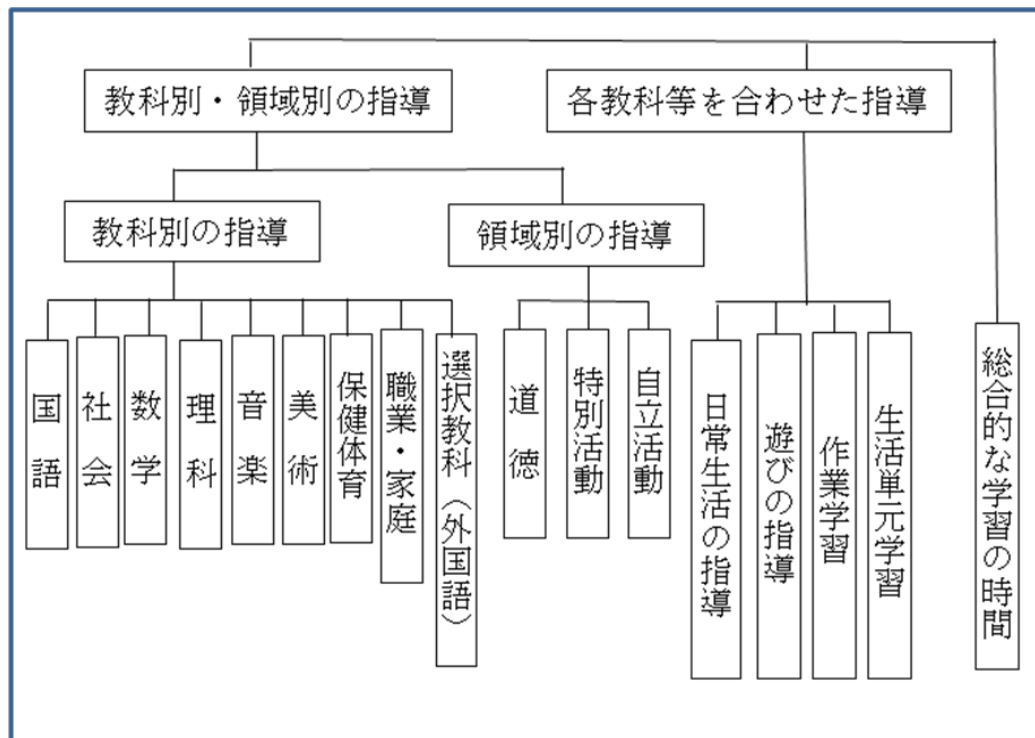 教科別・領域別の指導
各教科等を合わせた指導
教科別の指導
領域別の指導
国語
社会
数学
理科
音楽
美術
保健体育
職業・家庭
選択教科（外国語）
道徳
特別活動
自立活動
日常生活の指導
遊びの指導
作業学習
生活単元学習
総合的な学習の時間